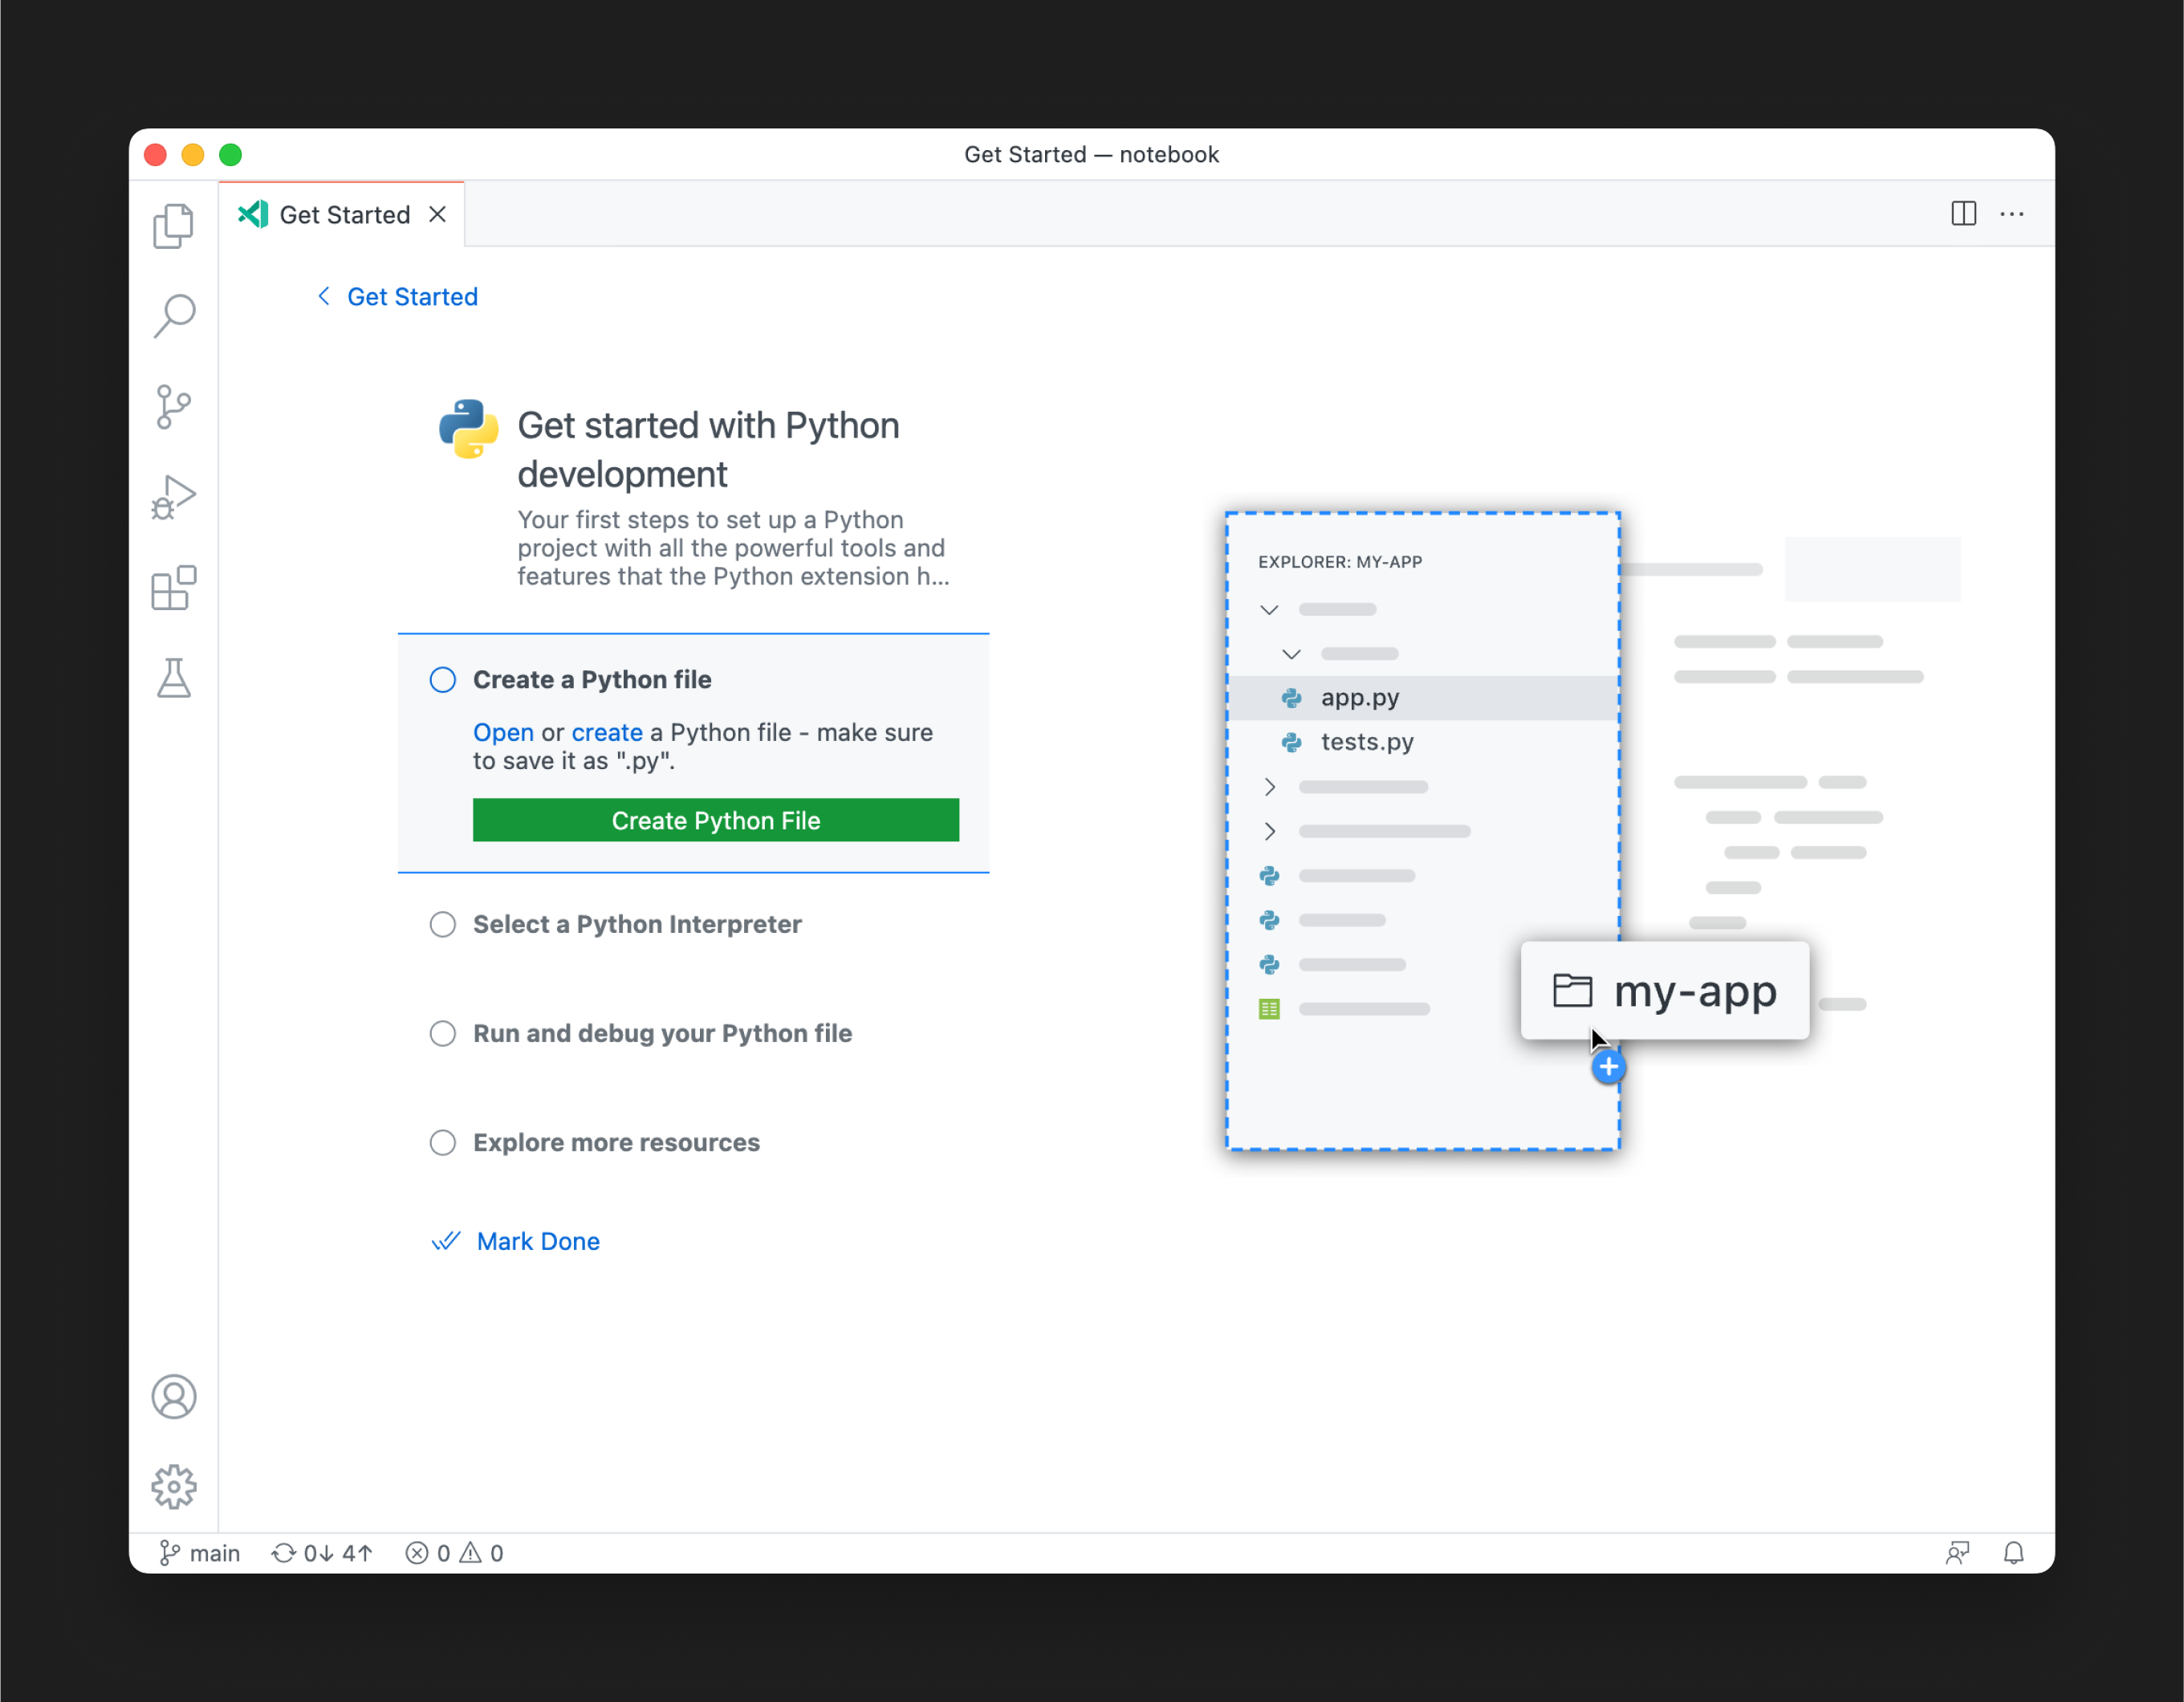 Get Started — notebook
Get Started
Get Started
Get started with Python
development
Your first steps to set up a Python
project with all the powerful tools and
features that the Python extension h...
Create a Python file
Open or create a Python file - make sure
to save it as ".py".
Create Python File
Select a Python Interpreter
Run and debug your Python file
Explore more resources
Mark Done
EXPLORER: MY-APP
app.py
tests.py
my-app
main 0↓ 4↑ 0 0